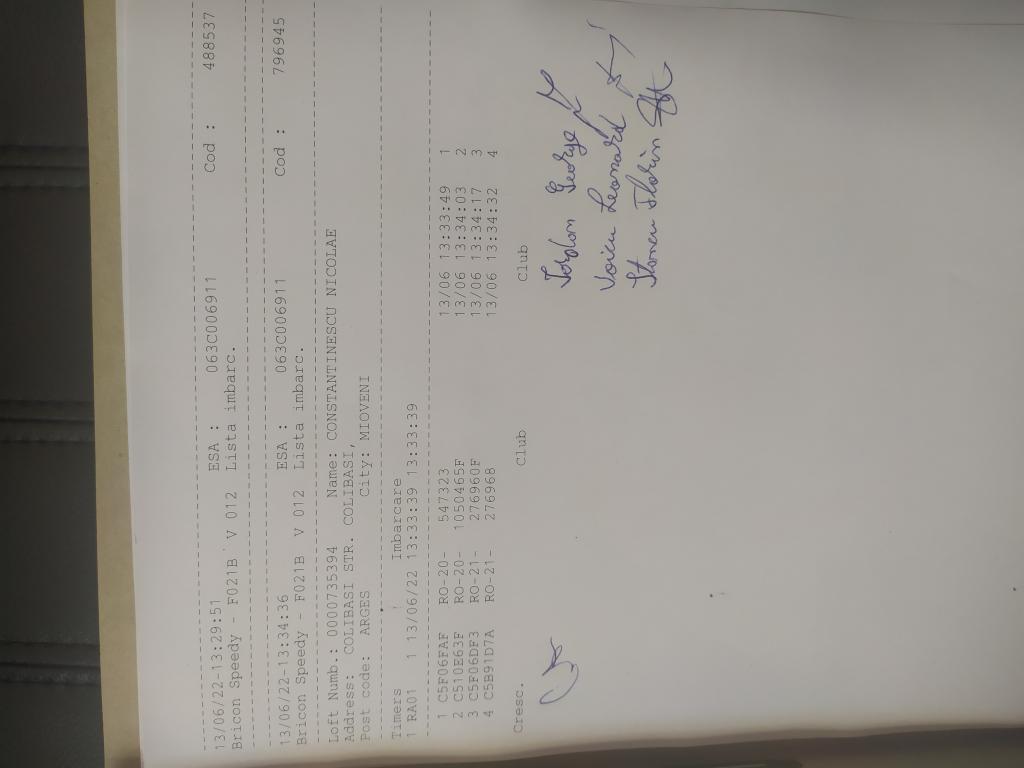 13/06/22-13:29:51 ESA : 063C006911 Cod : 488537
Bricon Speedy - F021B V 012 Lista imbarc.
13/06/22-13:34:36 ESA : 063C006911 Cod : 796945
Bricon Speedy - F021B V 012 Lista imbarc.
Loft Numb.: 0000735394 Name: CONSTANTINESCU NICOLAE
Address: COLIBASI STR. COLIBASI,
Post code: ARGES City: MIOVENI
Timers Imbarcare
1 RA01 1 13/06/22 13:33:39 13:33:39
1 C5F06FAF RO-20- 547323 13/06 13:33:49 1
2 C510E63F RO-20- 1050465F 13/06 13:34:03 2
3 C5F06DF3 RO-21- 276960F 13/06 13:34:17 3
4 C5B91D7A RO-21- 276968 13/06 13:34:32 4
Cresc. Club Club
George
Voicu Leonard
Florin